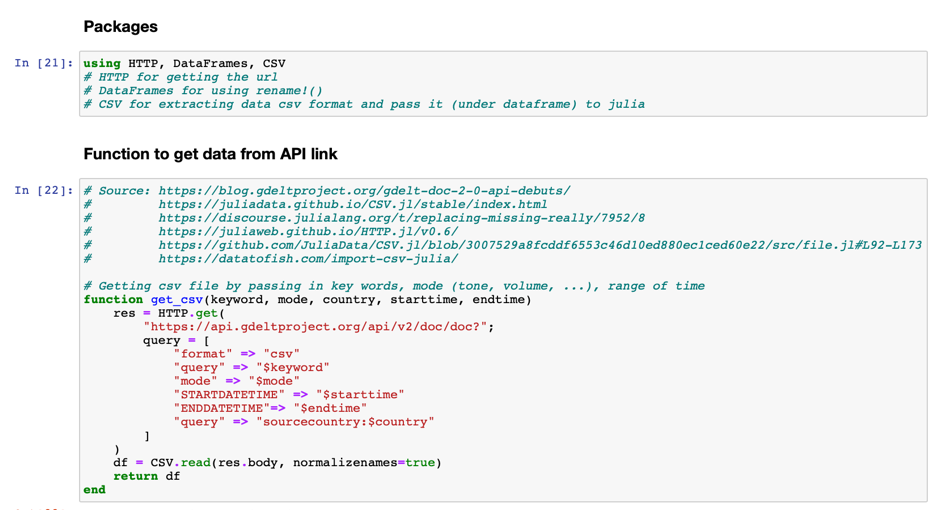 Packages
In [21]: using HTTP, DataFrames, CSV
# HTTP for getting the url
# DataFrames for using rename!()
# CSV for extracting data csv format and pass it (under dataframe) to julia
Function to get data from API link
In [22]: # Source: https://blog.gdeltproject.org/gdelt-doc-2-0-api-debuts/
#         https://juliadata.github.io/CSV.jl/stable/index.html
#         https://discourse.julialang.org/t/replacing-missing-really/7952/8
#         https://juliaweb.github.io/HTTP.jl/v0.6/
#         https://github.com/JuliaData/CSV.jl/blob/3007529a8fcddf6553c46d10ed880ec1ced60e22/src/file.jl#L92-L173
#         https://datatofish.com/import-csv-julia/
# Getting csv file by passing in key words, mode (tone, volume, ...), range of time
function get_csv(keyword, mode, country, starttime, endtime)
    res = HTTP.get(
        "https://api.gdeltproject.org/api/v2/doc/doc?";
        query = [
            "format" => "csv"
            "query" => "$keyword"
            "mode" => "$mode"
            "STARTDATETIME" => "$starttime"
            "ENDDATETIME"=> "$endtime"
            "query" => "sourcecountry:$country"
        ]
    )
    df = CSV.read(res.body, normalizenames=true)
    return df
end